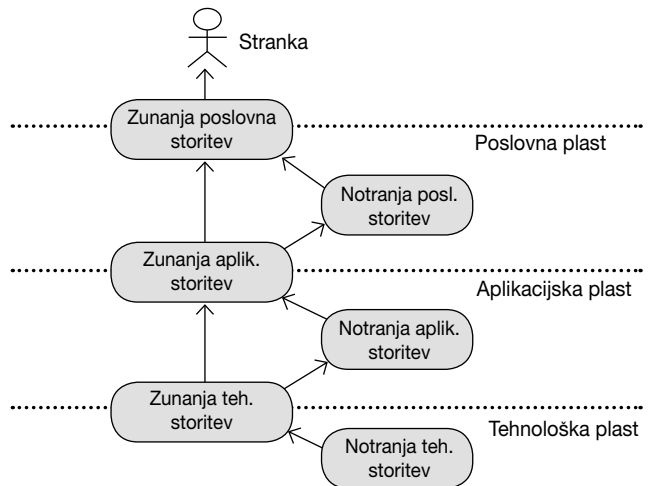 Stranka
Zunanja poslovna
storitev
Poslovna plast
Notranja posl.
storitev
Zunanja aplik.
storitev
Aplikacijska plast
Notranja aplik.
storitev
Zunanja teh.
storitev
Tehnološka plast
Notranja teh.
storitev